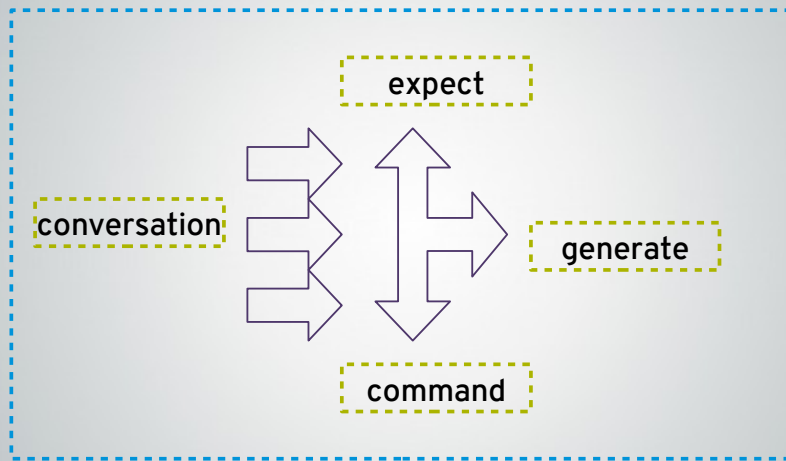 expect
conversation
generate
command